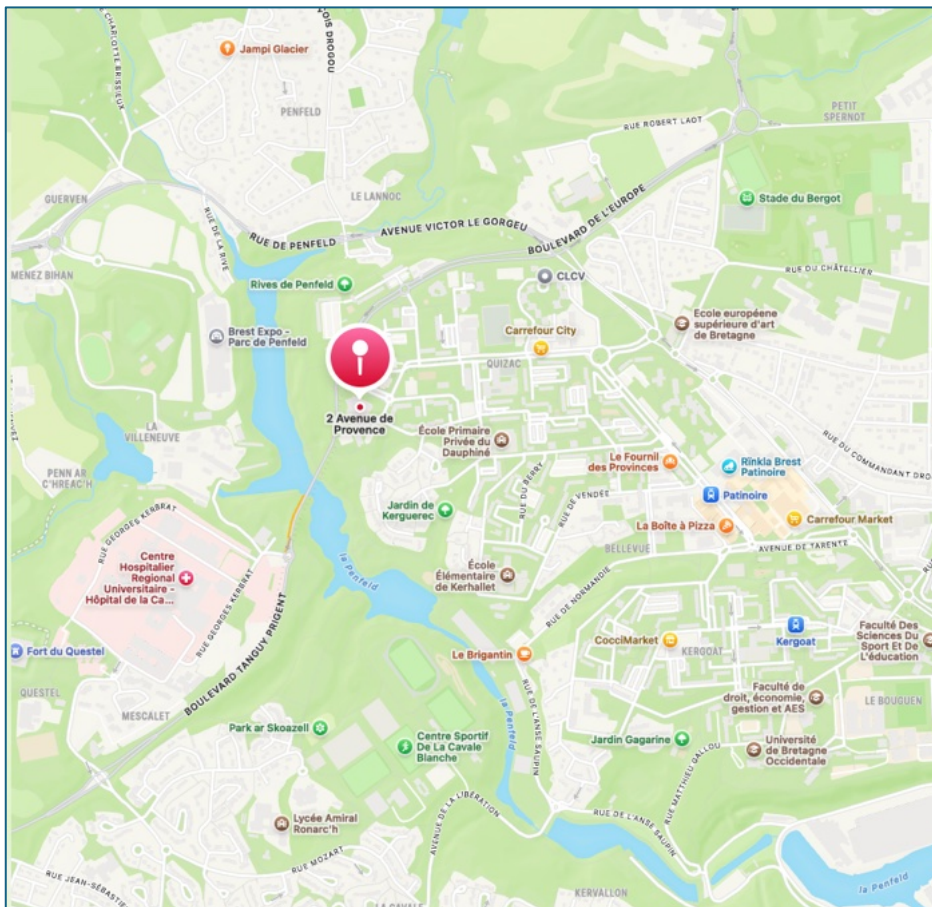 RUE CHARLOTTE BRISSIEUX
OIS DROGOU
Jampi Glacier
PENFELD
PETIT
SPERNOT
RUE ROBERT LAOT
LE LANNOC
GUERVEN
RUE DE LA RIVE
RUE DE PENFELD
AVENUE VICTOR LE GORGEU
BOULEVARD DE L'EUROPE
Stade du Bergot
MENEZ BIHAN
Rives de Penfeld
CLCV
RUE DU CHÂTELLIER
Brest Expo -
Parc de Penfeld
Carrefour City
École européene
supérieure d'art
de Bretagne
QUIZAC
2 Avenue de
Provence
LA
VILLENEUVE
École Primaire
Privée du
Dauphiné
Le Fournil
des Provinces
Rïnkla Brest
Patinoire
RUE DU COMMANDANT DRO
PENN AR
C'HREAC'H
RUE DU BERRY
RUE DE VENDÉE
Patinoire
Jardin de
Kerguerec
La Boîte à Pizza
Carrefour Market
RUE GEORGES KERBRAT
BELLEVUE
AVENUE DE TARENTE
Centre
Hospitalier
Regional
Universitaire -
Hôpital de la Ca...
la Penfeld
École
Élémentaire
de Kerhallet
RUE DE NORMANDIE
RUE GEORGES KERBRAT
Fort du Questel
BOULEVARD TANGUY PRIGENT
Le Brigantin
CocciMarket
KERGOAT
Kergoat
Faculté Des
Sciences Du
Sport Et De
L'éducation
QUESTEL
MESCALET
la Penfeld
RUE DE L'ANSE SAUPIN
Faculté de
droit, économie,
gestion et AES
LE BOUGUEN
Park ar Skoazell
Centre Sportif
De La Cavale
Blanche
Jardin Gagarine
RUE MATTHIEU GALLOU
Université
de Bretagne
Occidentale
Lycée Amiral
Ronarc'h
AVENUE DE LA LIBÉRATION
RUE DE L'ANSE SAUPIN
RUE MOZART
RUE JEAN-SÉBASTIE
KERVALLON
LA CAVALE
la Penfeld